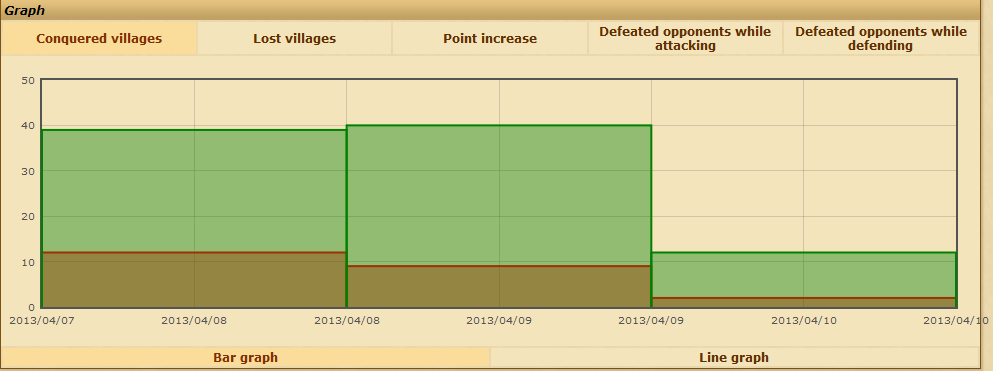 Graph
Conquered villages
Lost villages
Point increase
Defeated opponents while
attacking
Defeated opponents while
defending
50
40
30
20
10
0
2013/04/07 2013/04/08 2013/04/08 2013/04/09 2013/04/09 2013/04/10 2013/04/10
Bar graph
Line graph